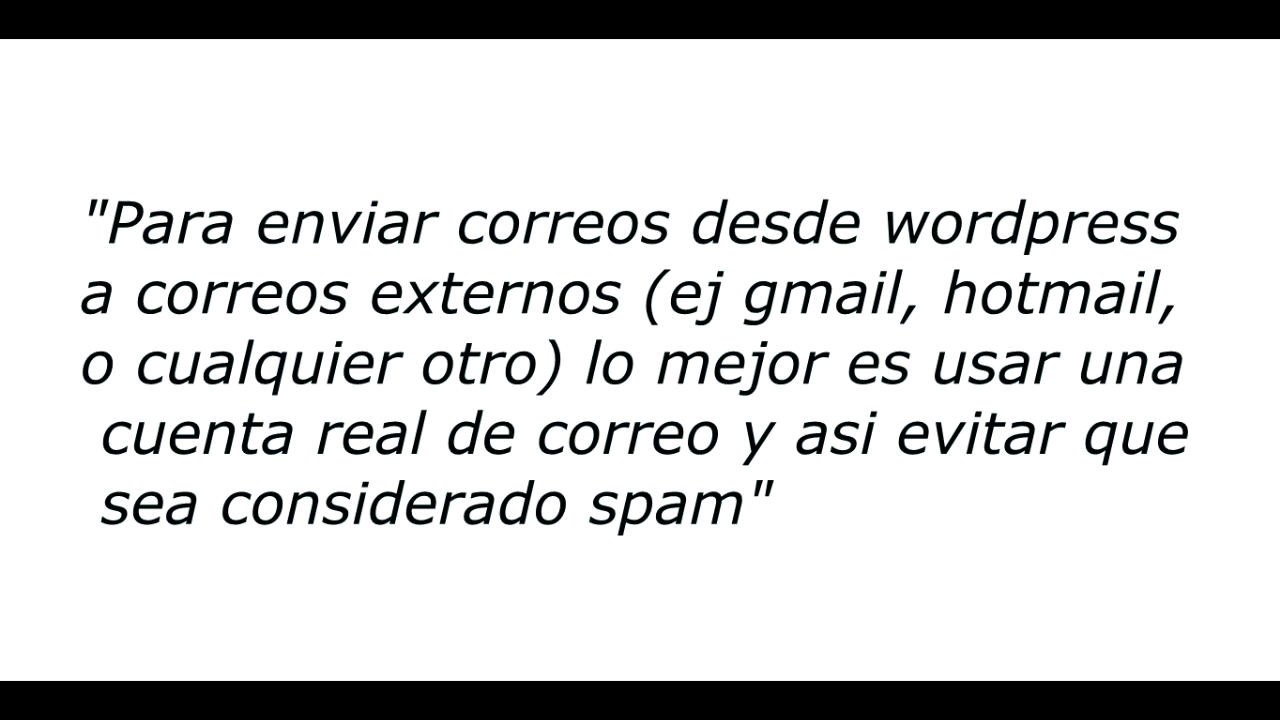 "Para enviar correos desde wordpress
a correos externos (ej gmail, hotmail,
o cualquier otro) lo mejor es usar una
cuenta real de correo y asi evitar que
sea considerado spam"